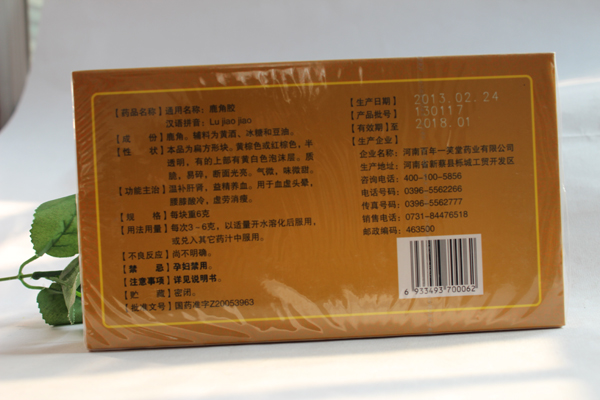 【药品名称】通用名称：鹿角胶
汉语拼音：Lu jiao jiao
【成 份】鹿角。辅料为黄酒、冰糖和豆油。
【性 状】本品为扁方形块。黄棕色或红棕色，半
透明，有的上部有黄白色泡沫层。质
脆，易碎，断面光亮。气微，味微甜。
【功能主治】温补肝肾，益精养血。用于血虚头晕，
腰膝酸冷，虚劳消瘦。
【规 格】每块重6克
【用法用量】每次3－6克，以适量开水溶化后服用，
或兑入其它药汁中服用。
【不良反应】尚不明确。
【禁 忌】孕妇禁用。
【注意事项】详见说明书。
【贮 藏】密闭。
【批准文号】国药准字Z20053963
【生产日期】2013.02.24
【产品批号】130117
【有效期】至 2018.01
【生产企业】
企业名称：河南百年一芙堂药业有限公司
生产地址：河南省新蔡县栎城工贸开发区
咨询电话：400-100-5856
电话号码：0396-5562266
传真号码：0396-5562777
销售电话：0731-84476518
邮政编码：463500
6 933493 700062